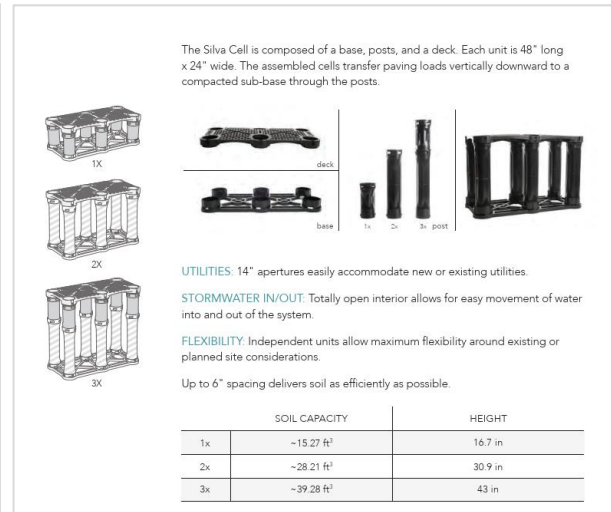 The Silva Cell is composed of a base, posts, and a deck. Each unit is 48" long
x 24" wide. The assembled cells transfer paving loads vertically downward to a
compacted sub-base through the posts.
1X
2X
3X
deck
base
1x 2x 3x post
UTILITIES: 14" apertures easily accommodate new or existing utilities.
STORMWATER IN/OUT: Totally open interior allows for easy movement of water
into and out of the system.
FLEXIBILITY: Independent units allow maximum flexibility around existing or
planned site considerations.
Up to 6" spacing delivers soil as efficiently as possible.
SOIL CAPACITY HEIGHT
1x ~15.27 ft³ 16.7 in
2x ~28.21 ft³ 30.9 in
3x ~39.28 ft³ 43 in